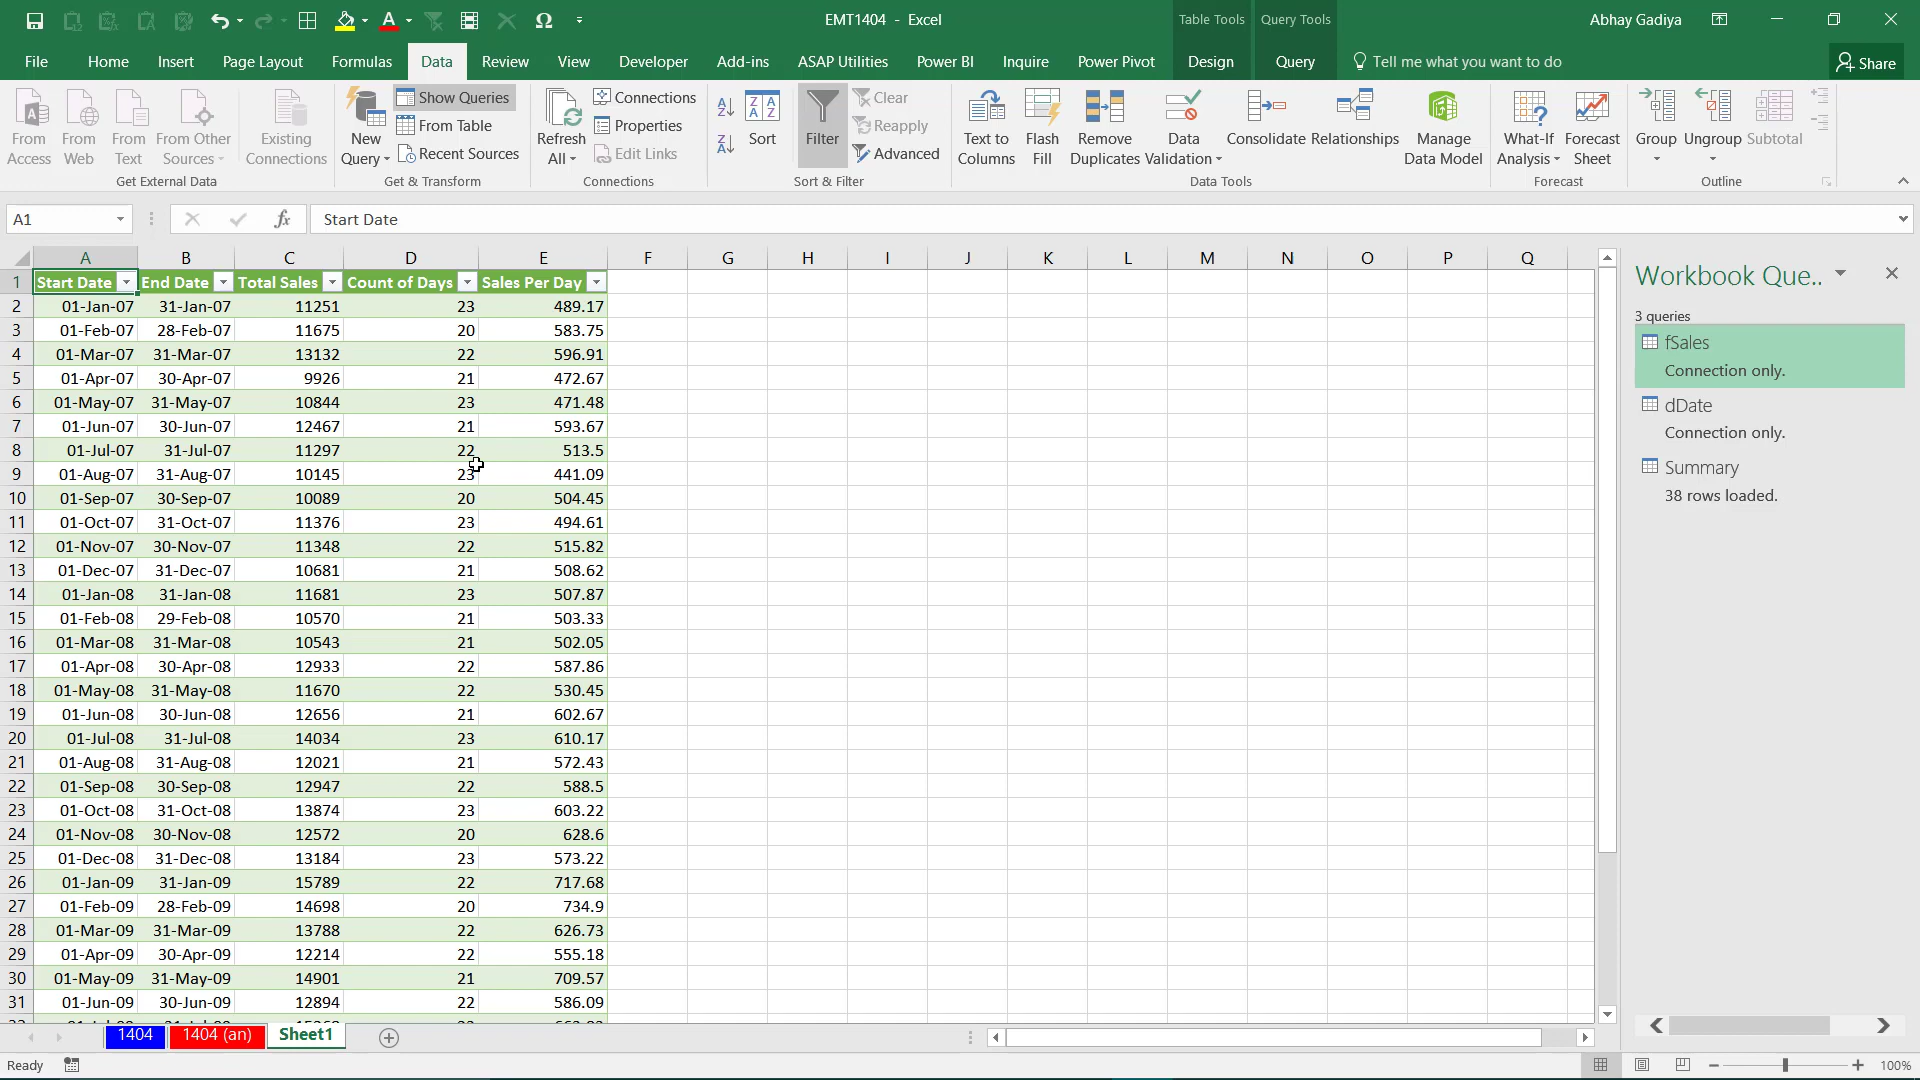 EMT1404 - Excel
Table Tools
Query Tools
Abhay Gadiya
File Home Insert Page Layout Formulas Data Review View Developer Add-ins ASAP Utilities Power BI Inquire Power Pivot Design Query Tell me what you want to do Share
From Access
From Web
From Text
From Other Sources
Existing Connections
Get External Data
New Query
Show Queries
From Table
Recent Sources
Get & Transform
Refresh All
Connections
Properties
Edit Links
Connections
Sort
Filter
Clear
Reapply
Advanced
Sort & Filter
Text to Columns
Flash Fill
Remove Duplicates
Data Validation
Consolidate
Relationships
Manage Data Model
Data Tools
What-If Analysis
Forecast Sheet
Forecast
Group
Ungroup
Subtotal
Outline
A1 fx Start Date
A B C D E F G H I J K L M N O P Q
1 Start Date End Date Total Sales Count of Days Sales Per Day
2 01-Jan-07 31-Jan-07 11251 23 489.17
3 01-Feb-07 28-Feb-07 11675 20 583.75
4 01-Mar-07 31-Mar-07 13132 22 596.91
5 01-Apr-07 30-Apr-07 9926 21 472.67
6 01-May-07 31-May-07 10844 23 471.48
7 01-Jun-07 30-Jun-07 12467 21 593.67
8 01-Jul-07 31-Jul-07 11297 22 513.5
9 01-Aug-07 31-Aug-07 10145 23 441.09
10 01-Sep-07 30-Sep-07 10089 20 504.45
11 01-Oct-07 31-Oct-07 11376 23 494.61
12 01-Nov-07 30-Nov-07 11348 22 515.82
13 01-Dec-07 31-Dec-07 10681 21 508.62
14 01-Jan-08 31-Jan-08 11681 23 507.87
15 01-Feb-08 29-Feb-08 10570 21 503.33
16 01-Mar-08 31-Mar-08 10543 21 502.05
17 01-Apr-08 30-Apr-08 12933 22 587.86
18 01-May-08 31-May-08 11670 22 530.45
19 01-Jun-08 30-Jun-08 12656 21 602.67
20 01-Jul-08 31-Jul-08 14034 23 610.17
21 01-Aug-08 31-Aug-08 12021 21 572.43
22 01-Sep-08 30-Sep-08 12947 22 588.5
23 01-Oct-08 31-Oct-08 13874 23 603.22
24 01-Nov-08 30-Nov-08 12572 20 628.6
25 01-Dec-08 31-Dec-08 13184 23 573.22
26 01-Jan-09 31-Jan-09 15789 22 717.68
27 01-Feb-09 28-Feb-09 14698 20 734.9
28 01-Mar-09 31-Mar-09 13788 22 626.73
29 01-Apr-09 30-Apr-09 12214 22 555.18
30 01-May-09 31-May-09 14901 21 709.57
31 01-Jun-09 30-Jun-09 12894 22 586.09
Workbook Que..
3 queries
fSales
Connection only.
dDate
Connection only.
Summary
38 rows loaded.
1404 1404 (an) Sheet1
Ready
100%